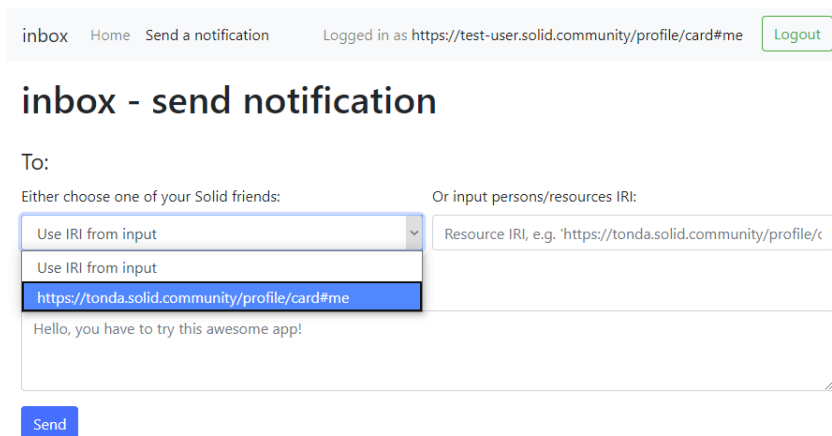 inbox Home Send a notification Logged in as https://test-user.solid.community/profile/card#me Logout
inbox - send notification
To:
Either choose one of your Solid friends: Or input persons/resources IRI:
Use IRI from input Resource IRI, e.g. 'https://tonda.solid.community/profile/c
Use IRI from input
https://tonda.solid.community/profile/card#me
Hello, you have to try this awesome app!
Send